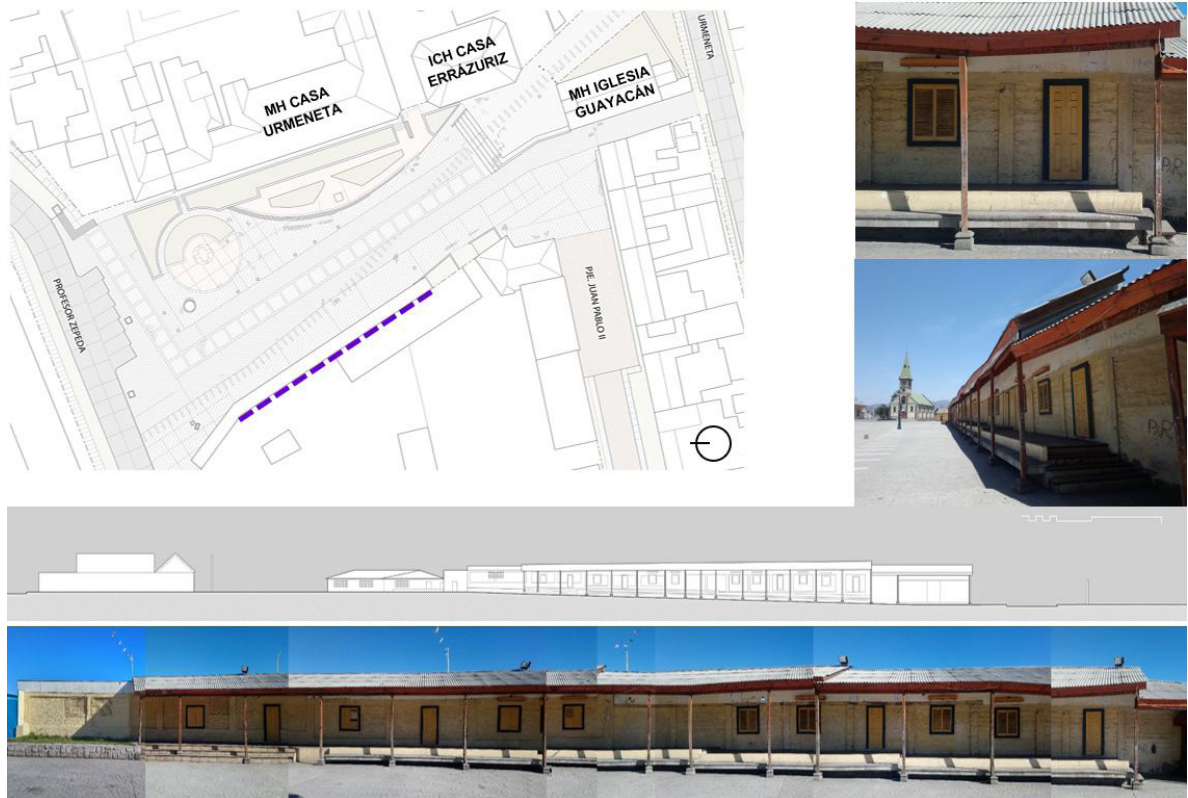 MH CASA
URMENETA
ICH CASA
ERRÁZURIZ
MH IGLESIA
GUAYACÁN
URMENETA
PROFESOR ZEPEDA
PJE. JUAN PABLO II